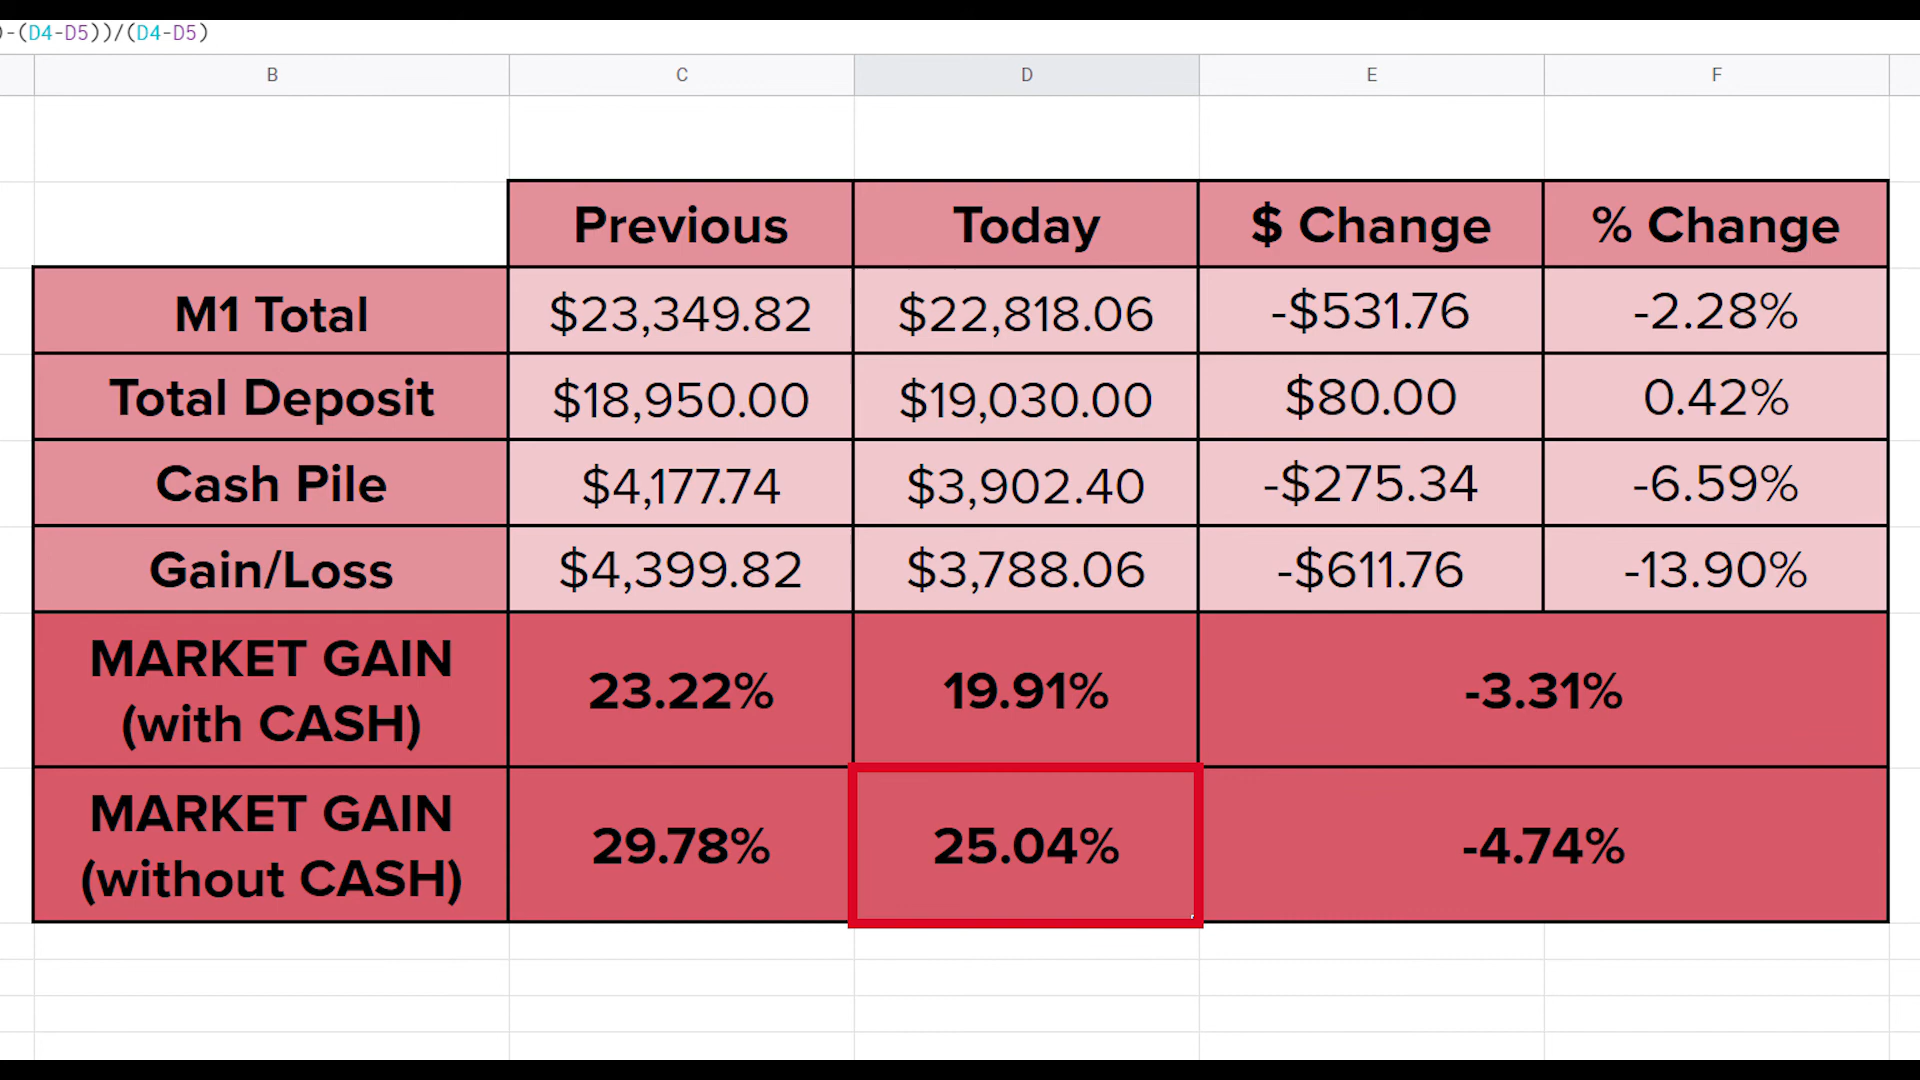 )-(D4-D5))/(D4-D5)
B C D E F
Previous Today $ Change % Change
M1 Total $23,349.82 $22,818.06 -$531.76 -2.28%
Total Deposit $18,950.00 $19,030.00 $80.00 0.42%
Cash Pile $4,177.74 $3,902.40 -$275.34 -6.59%
Gain/Loss $4,399.82 $3,788.06 -$611.76 -13.90%
MARKET GAIN
(with CASH) 23.22% 19.91% -3.31%
MARKET GAIN
(without CASH) 29.78% 25.04% -4.74%